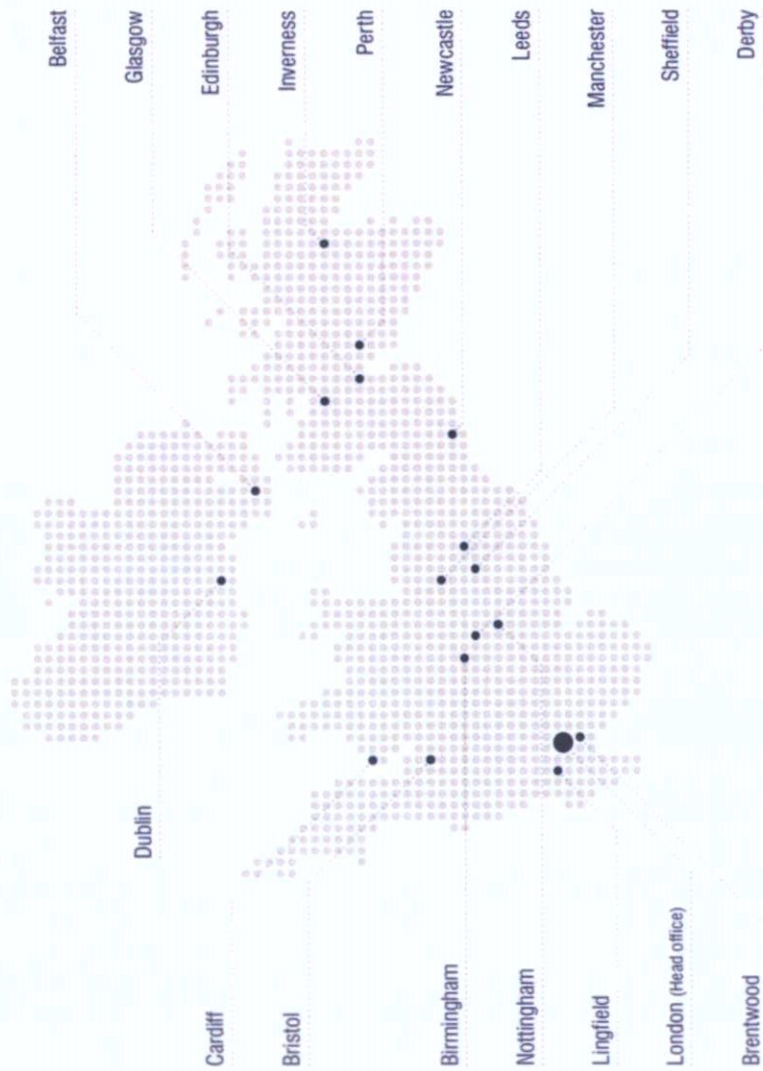 Belfast
Glasgow
Edinburgh
Inverness
Perth
Newcastle
Leeds
Manchester
Sheffield
Derby
Dublin
Cardiff
Bristol
Birmingham
Nottingham
Lingfield
London (Head office)
Brentwood